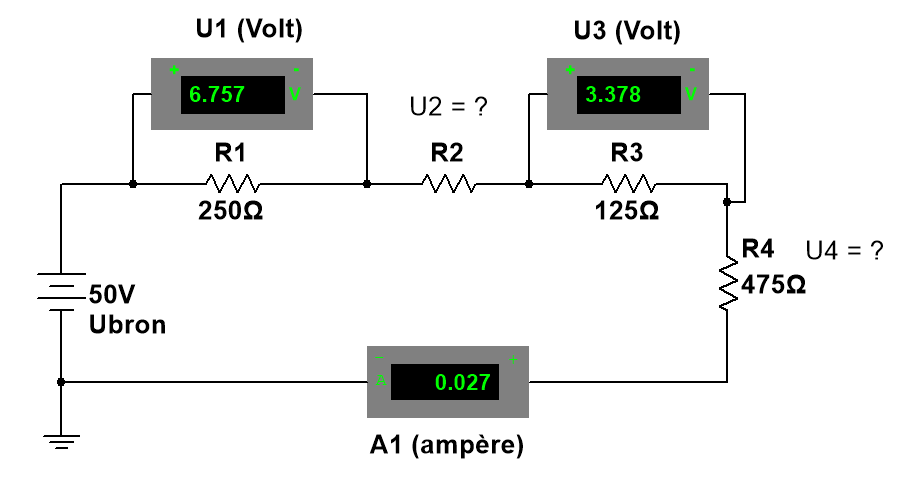 U1 (Volt)
U3 (Volt)
+ -
6.757 V
U2 = ?
+ -
3.378 V
R1
R2
R3
250Ω
125Ω
R4
U4 = ?
475Ω
50V
Ubron
- +
A 0.027
A1 (ampère)